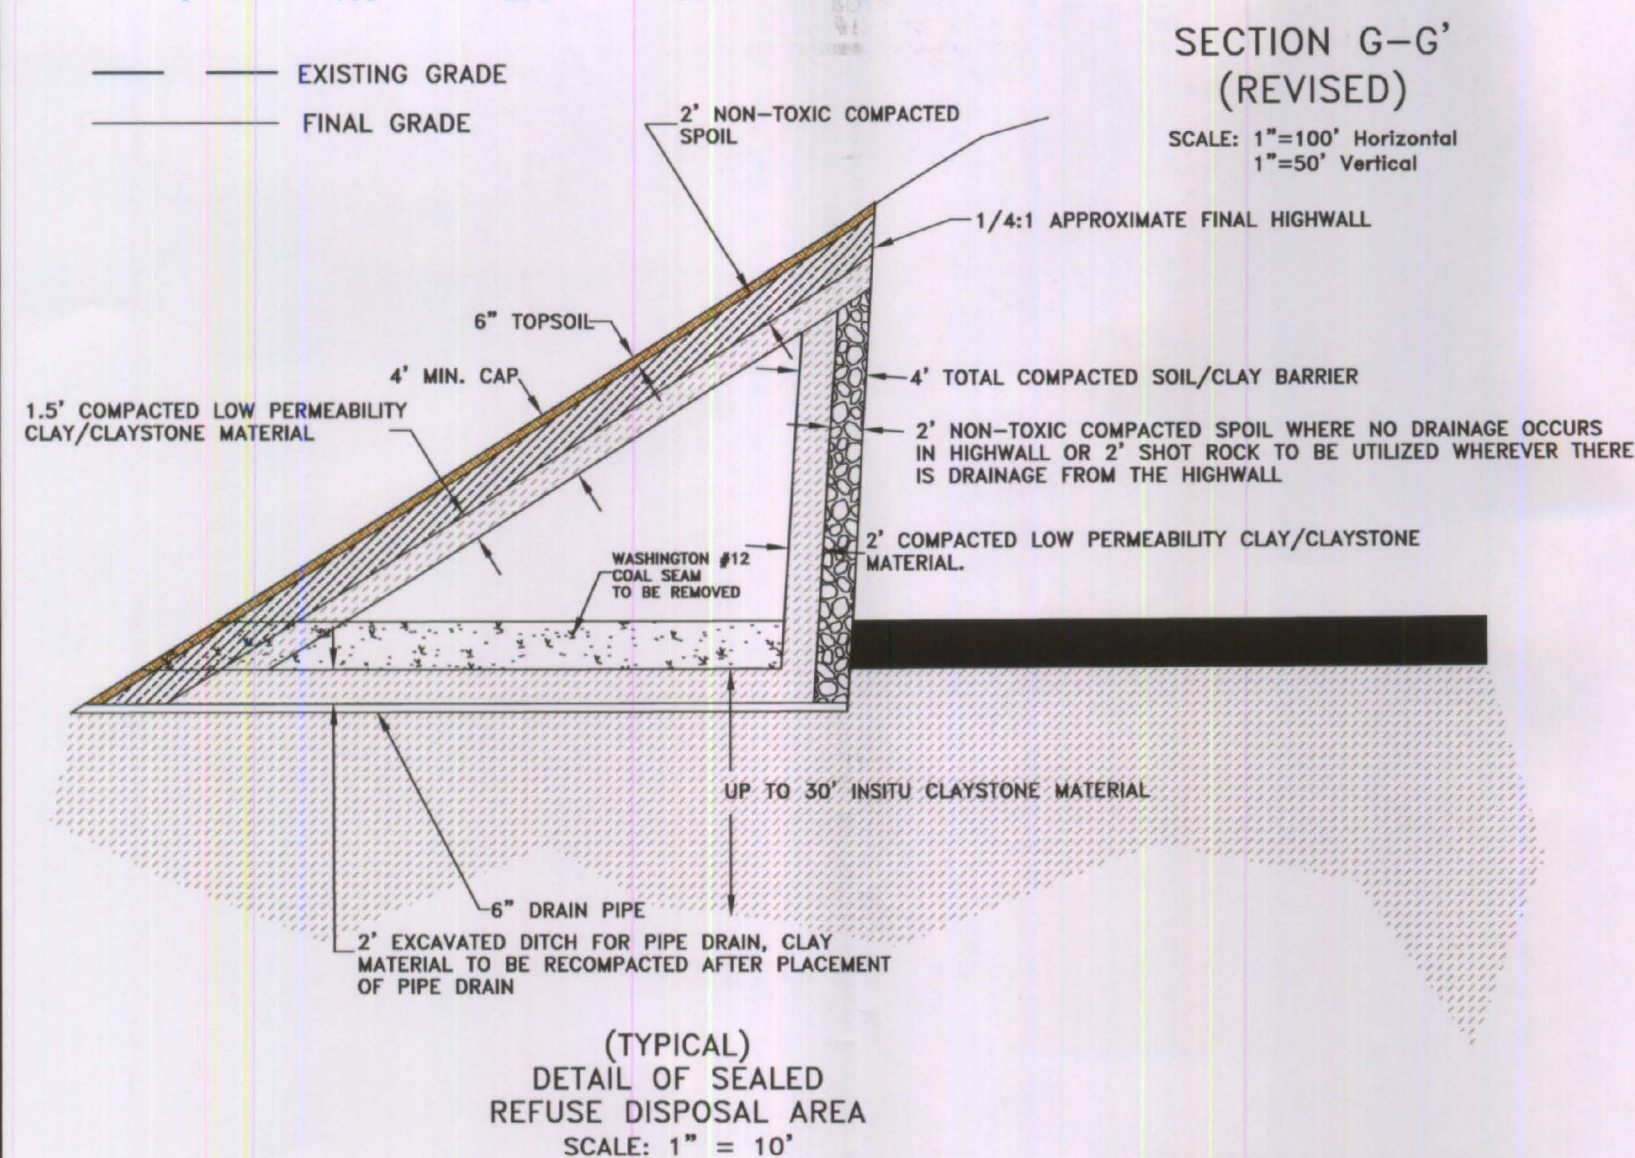 EXISTING GRADE
FINAL GRADE
SECTION G-G'
(REVISED)
SCALE: 1"=100' Horizontal
1"=50' Vertical
2' NON-TOXIC COMPACTED
SPOIL
1/4:1 APPROXIMATE FINAL HIGHWALL
6" TOPSOIL
4' MIN. CAP
4' TOTAL COMPACTED SOIL/CLAY BARRIER
1.5' COMPACTED LOW PERMEABILITY
CLAY/CLAYSTONE MATERIAL
2' NON-TOXIC COMPACTED SPOIL WHERE NO DRAINAGE OCCURS
IN HIGHWALL OR 2' SHOT ROCK TO BE UTILIZED WHEREVER THERE
IS DRAINAGE FROM THE HIGHWALL
2' COMPACTED LOW PERMEABILITY CLAY/CLAYSTONE
MATERIAL.
WASHINGTON #12
COAL SEAM
TO BE REMOVED
UP TO 30' INSITU CLAYSTONE MATERIAL
6" DRAIN PIPE
2' EXCAVATED DITCH FOR PIPE DRAIN, CLAY
MATERIAL TO BE RECOMPACTED AFTER PLACEMENT
OF PIPE DRAIN
(TYPICAL)
DETAIL OF SEALED
REFUSE DISPOSAL AREA
SCALE: 1" = 10'